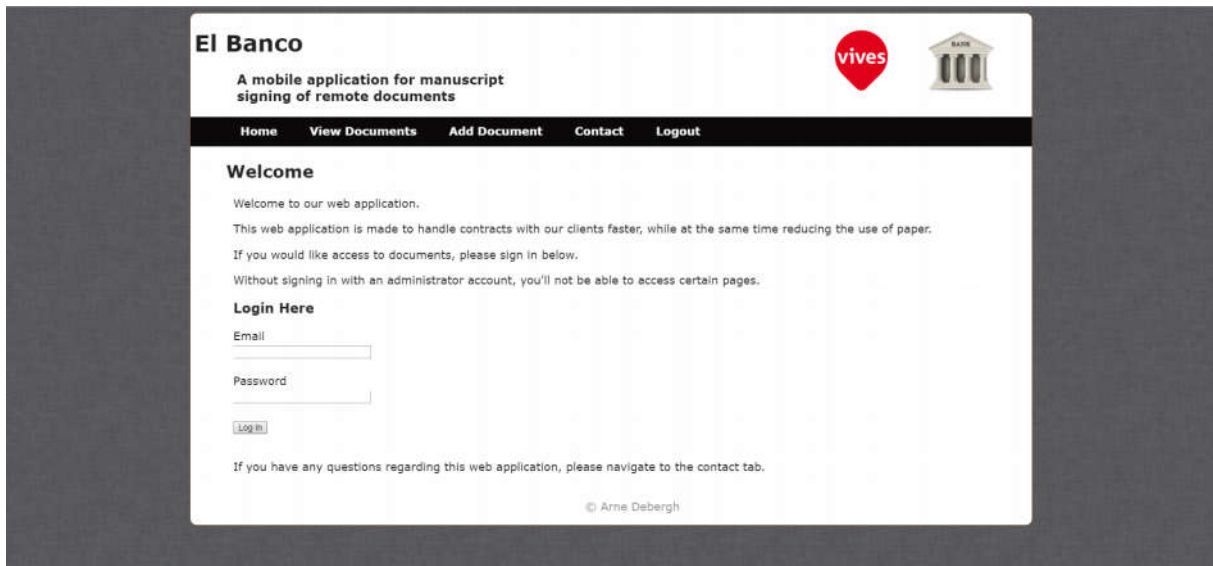 El Banco
A mobile application for manuscript
signing of remote documents
vives
BANK
Home View Documents Add Document Contact Logout
Welcome
Welcome to our web application.
This web application is made to handle contracts with our clients faster, while at the same time reducing the use of paper.
If you would like access to documents, please sign in below.
Without signing in with an administrator account, you'll not be able to access certain pages.
Login Here
Email
Password
Log In
If you have any questions regarding this web application, please navigate to the contact tab.
© Arne Debergh